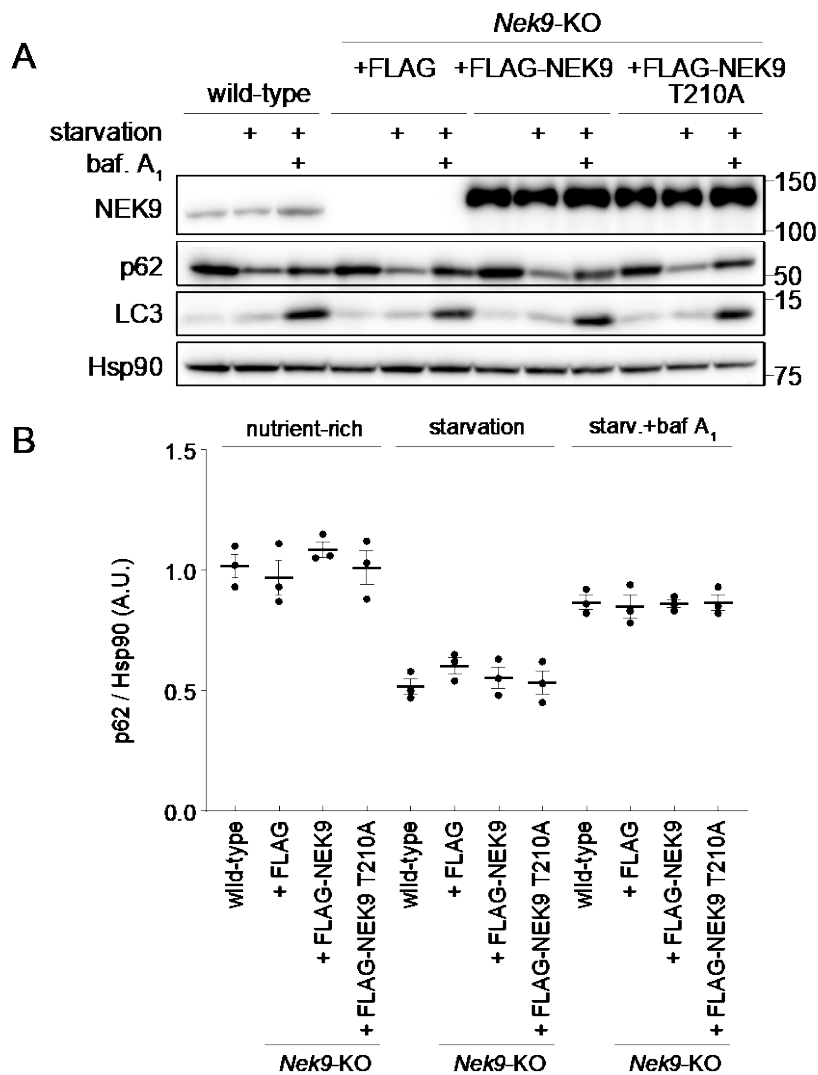 A
Nek9-KO
+FLAG +FLAG-NEK9 +FLAG-NEK9 T210A
wild-type
starvation + + + + + + + +
baf. A1 + + + +
NEK9 150 100
p62 50
LC3 15
Hsp90 75
B
nutrient-rich starvation starv.+baf A1
p62 / Hsp90 (A.U.)
1.5
1.0
0.5
0.0
wild-type
+ FLAG
+ FLAG-NEK9
+ FLAG-NEK9 T210A
wild-type
+ FLAG
+ FLAG-NEK9
+ FLAG-NEK9 T210A
wild-type
+ FLAG
+ FLAG-NEK9
+ FLAG-NEK9 T210A
Nek9-KO Nek9-KO Nek9-KO